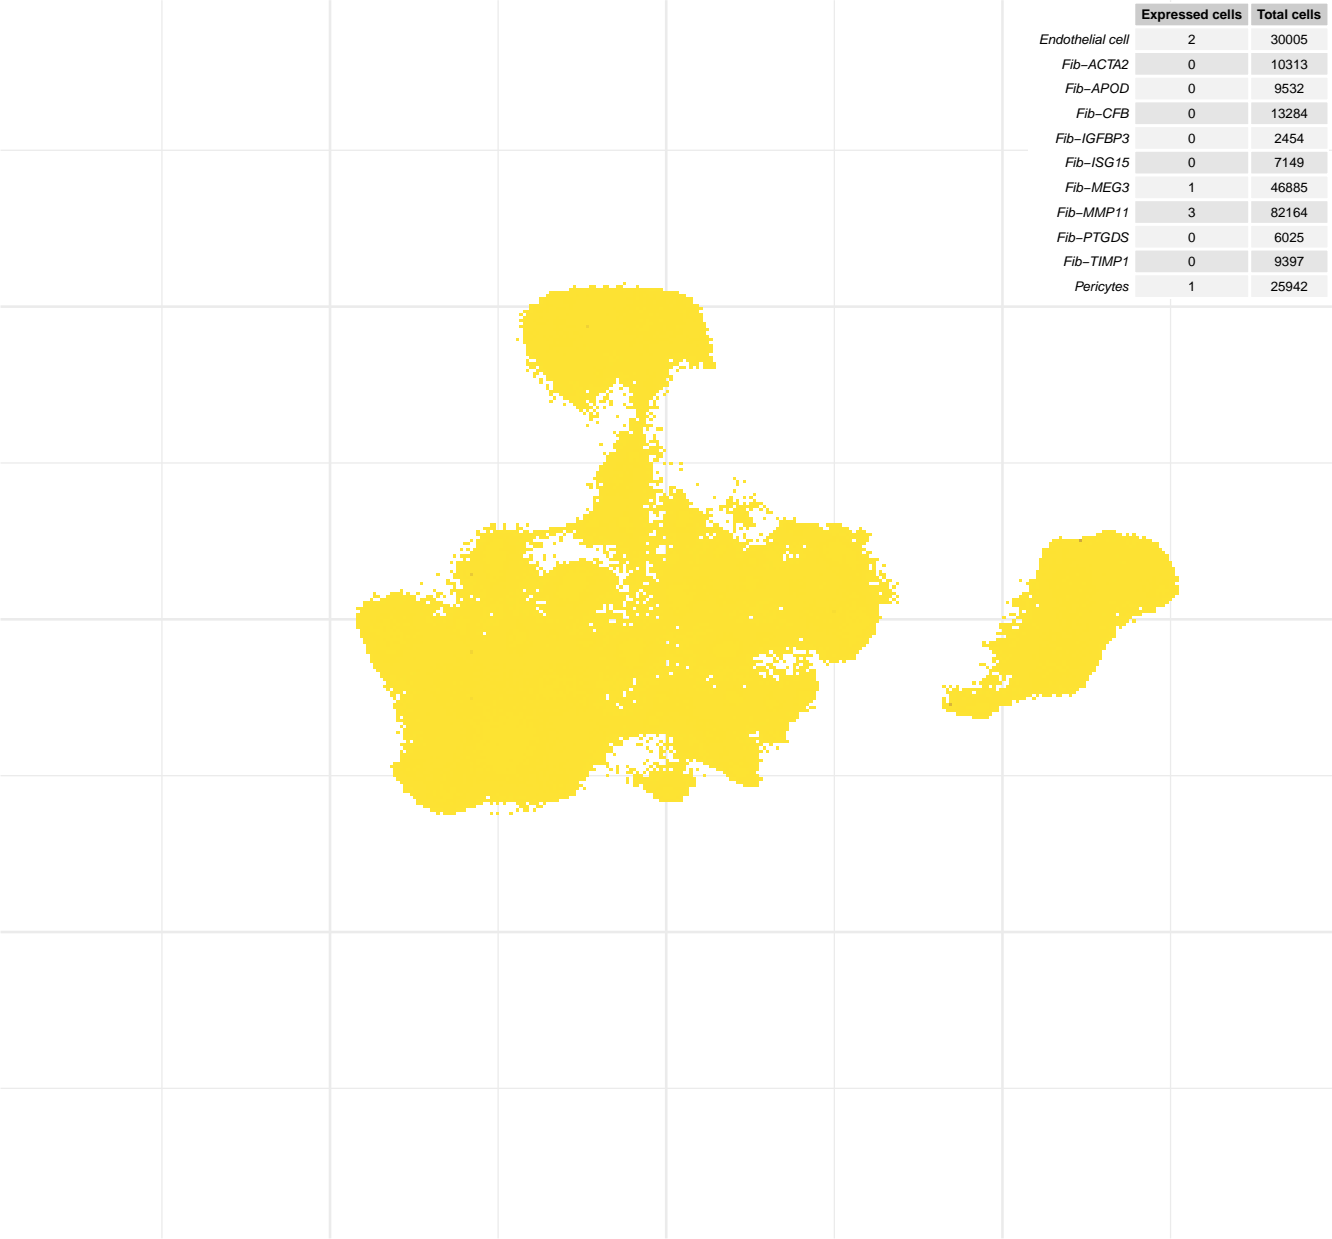 Expressed cells Total cells
Endothelial cell 2 30005
Fib−ACTA2 0 10313
Fib−APOD 0 9532
Fib−CFB 0 13284
Fib−IGFBP3 0 2454
Fib−ISG15 0 7149
Fib−MEG3 1 46885
Fib−MMP11 3 82164
Fib−PTGDS 0 6025
Fib−TIMP1 0 9397
Pericytes 1 25942